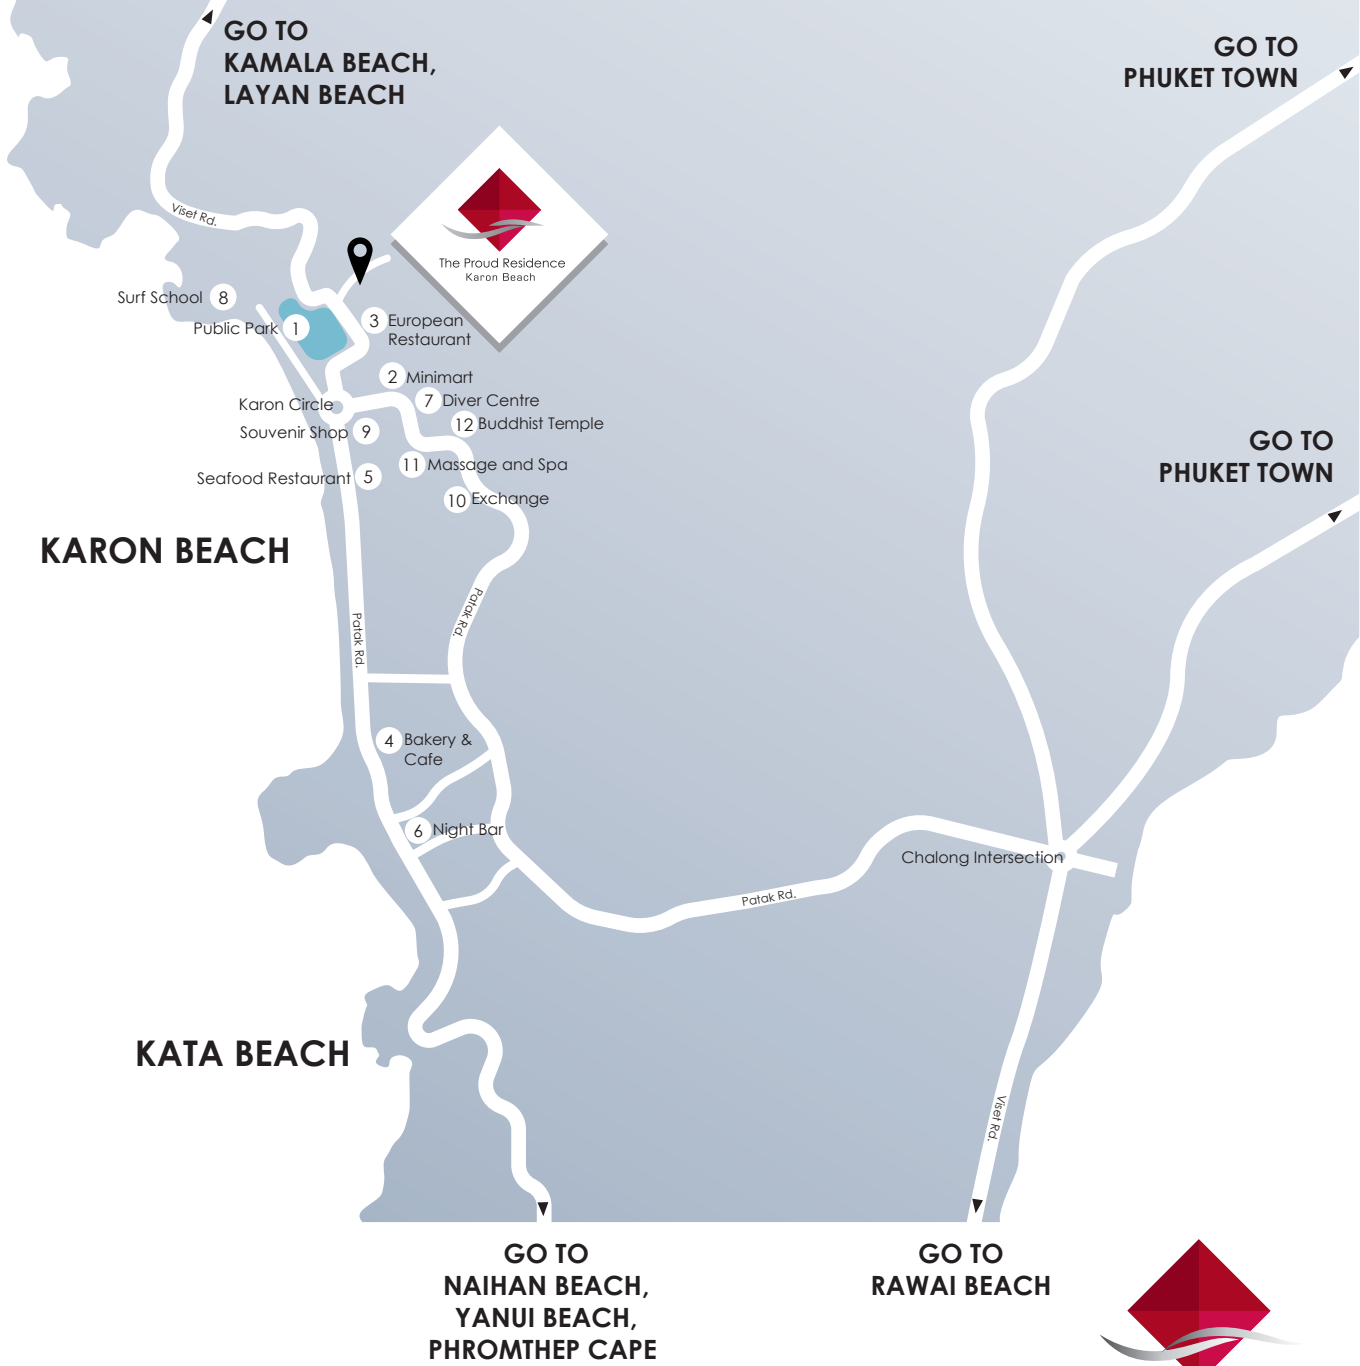 GO TO
KAMALA BEACH,
LAYAN BEACH
GO TO
PHUKET TOWN
Viset Rd.
The Proud Residence
Karon Beach
Surf School 8
Public Park 1
3 European
Restaurant
2 Minimart
7 Diver Centre
Karon Circle
12 Buddhist Temple
Souvenir Shop 9
11 Massage and Spa
Seafood Restaurant 5
10 Exchange
GO TO
PHUKET TOWN
KARON BEACH
Patak Rd.
Patak Rd.
4 Bakery &
Cafe
6 Night Bar
Chalong Intersection
Patak Rd.
KATA BEACH
Viset Rd.
GO TO
NAIHAN BEACH,
YANUI BEACH,
PHROMTHEP CAPE
GO TO
RAWAI BEACH